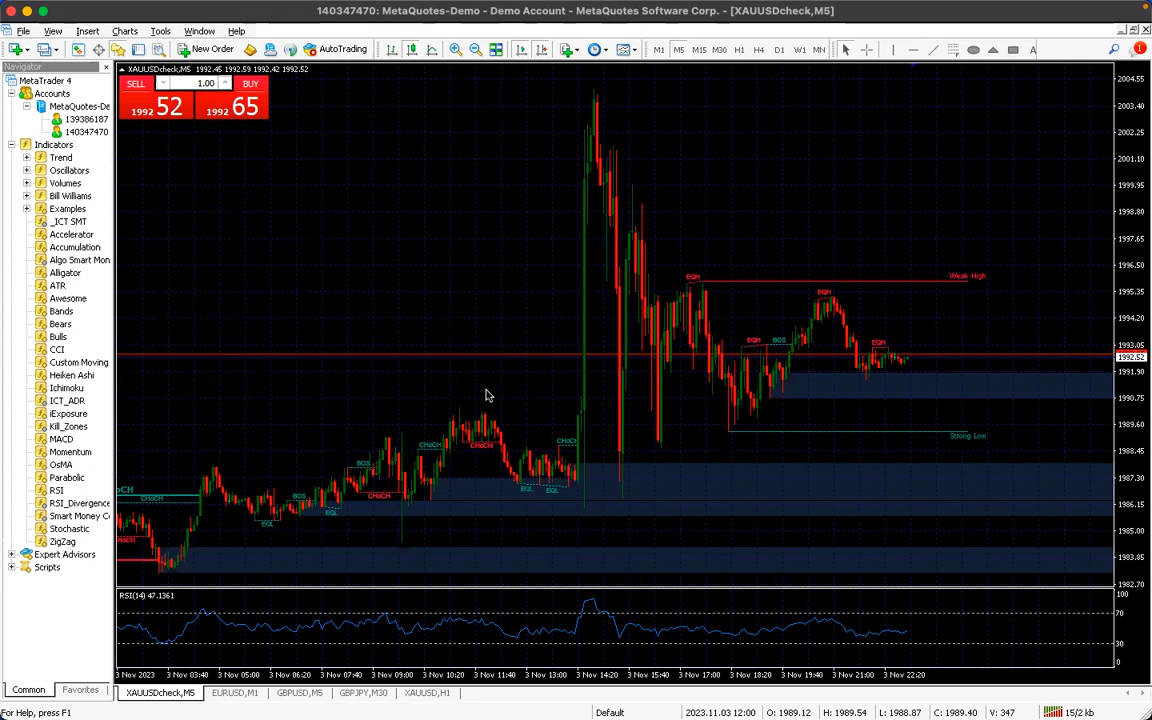 140347470: MetaQuotes-Demo - Demo Account - MetaQuotes Software Corp. - [XAUUSDcheck,M5]
File View Insert Charts Tools Window Help
New Order AutoTrading M1 M5 M15 M30 H1 H4 D1 W1 MN A 1
Navigator
MetaTrader 4
Accounts
MetaQuotes-De
139386187
140347470
Indicators
Trend
Oscillators
Volumes
Bill Williams
Examples
_ICT SMT
Accelerator
Accumulation
Algo Smart Mon
Alligator
ATR
Awesome
Bands
Bears
Bulls
CCI
Custom Moving
Heiken Ashi
Ichimoku
ICT_ADR
iExposure
Kill_Zones
MACD
Momentum
OsMA
Parabolic
RSI
RSI_Divergence
Smart Money Co
Stochastic
ZigZag
Expert Advisors
Scripts
Common Favorites
XAUUSDcheck,M5 1992.45 1992.59 1992.42 1992.52
SELL 1.00 BUY
1992 52 1992 65
EQH Weak High
EQH
EQH BOS EQH
Strong Low
CHoCH CHoCH
CHoCH
BOS
CHoCH
EQL EQL
oCH
CHoCH
BOS
EQL
EQL
HoCH
2004.55
2003.40
2002.25
2001.10
1999.95
1998.80
1997.65
1996.50
1995.35
1994.20
1993.05
1992.52
1991.90
1990.75
1989.60
1988.45
1987.30
1986.15
1985.00
1983.85
1982.70
RSI(14) 47.1361
100
70
30
0
3 Nov 2023 3 Nov 03:40 3 Nov 05:00 3 Nov 06:20 3 Nov 07:40 3 Nov 09:00 3 Nov 10:20 3 Nov 11:40 3 Nov 13:00 3 Nov 14:20 3 Nov 15:40 3 Nov 17:00 3 Nov 18:20 3 Nov 19:40 3 Nov 21:00 3 Nov 22:20
XAUUSDcheck,M5 EURUSD,M1 GBPUSD,M5 GBPJPY,M30 XAUUSD,H1
For Help, press F1 Default 2023.11.03 12:00 O: 1989.12 H: 1989.54 L: 1988.87 C: 1989.40 V: 347 15/2 kb